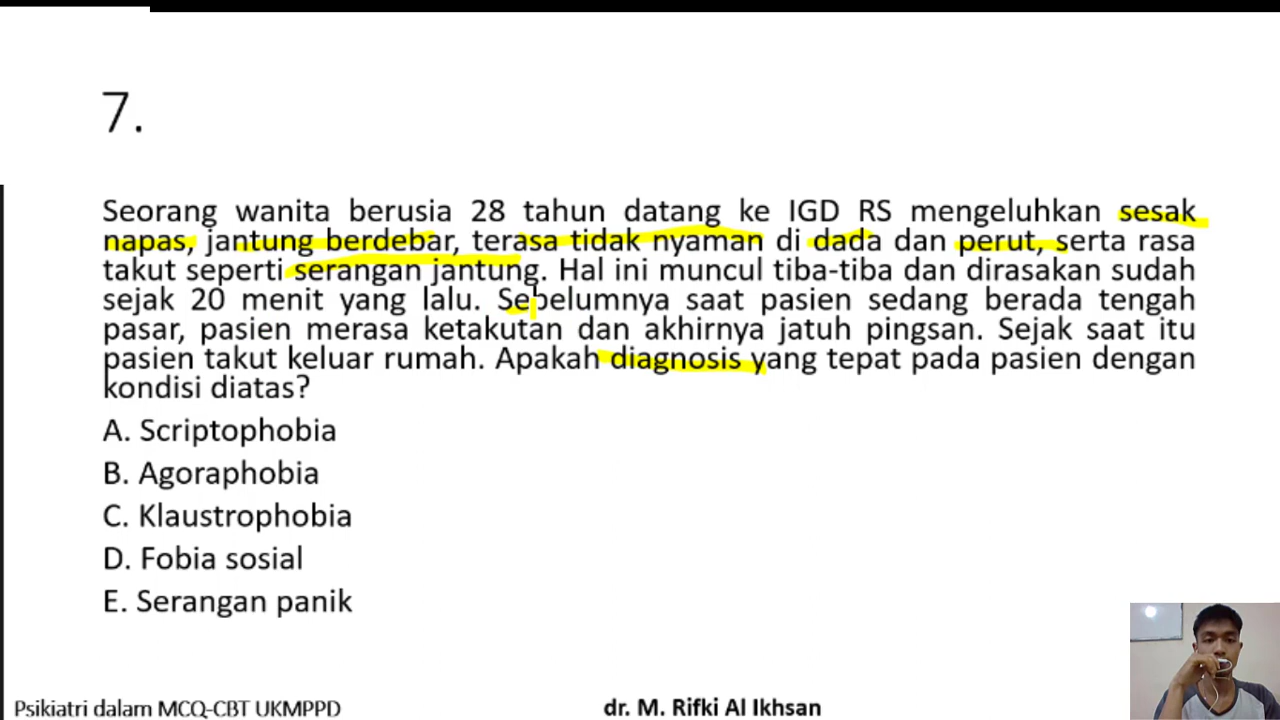 7.
Seorang wanita berusia 28 tahun datang ke IGD RS mengeluhkan sesak
napas, jantung berdebar, terasa tidak nyaman di dada dan perut, serta rasa
takut seperti serangan jantung. Hal ini muncul tiba-tiba dan dirasakan sudah
sejak 20 menit yang lalu. Sebelumnya saat pasien sedang berada tengah
pasar, pasien merasa ketakutan dan akhirnya jatuh pingsan. Sejak saat itu
pasien takut keluar rumah. Apakah diagnosis yang tepat pada pasien dengan
kondisi diatas?
A. Scriptophobia
B. Agoraphobia
C. Klaustrophobia
D. Fobia sosial
E. Serangan panik
Psikiatri dalam MCQ-CBT UKMPPD
dr. M. Rifki Al Ikhsan